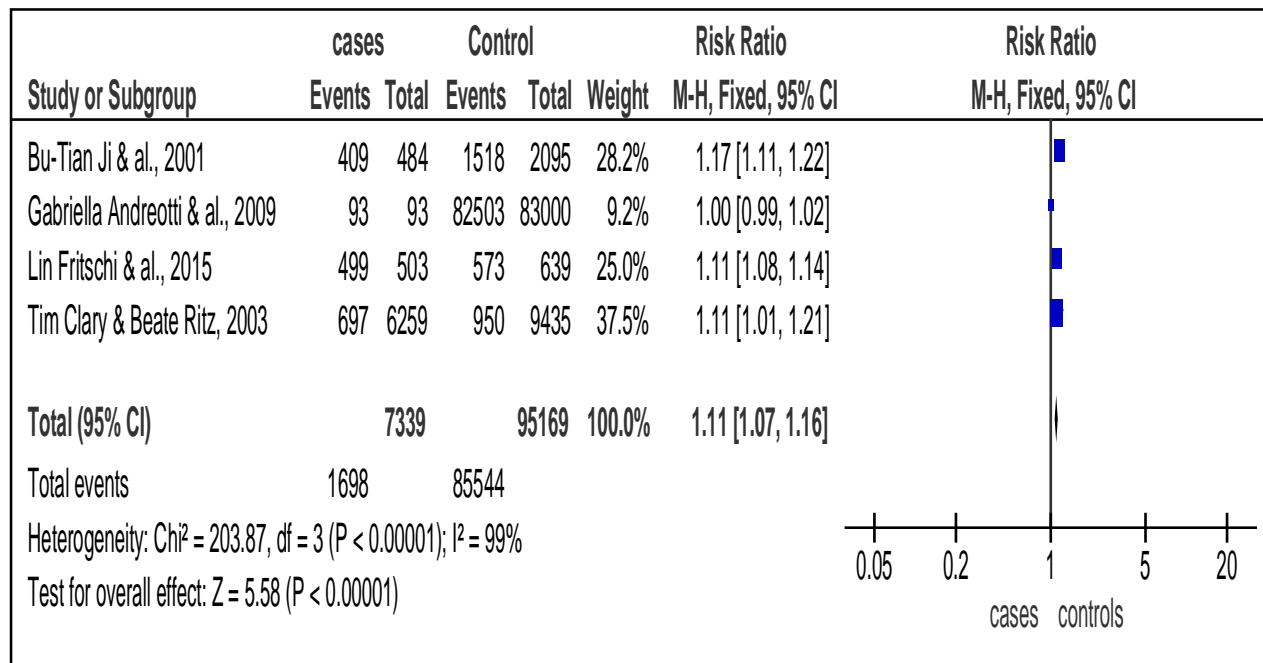 cases Control Risk Ratio Risk Ratio
Study or Subgroup Events Total Events Total Weight M-H, Fixed, 95% CI M-H, Fixed, 95% CI
Bu-Tian Ji & al., 2001 409 484 1518 2095 28.2% 1.17 [1.11, 1.22]
Gabriella Andreotti & al., 2009 93 93 82503 83000 9.2% 1.00 [0.99, 1.02]
Lin Fritschi & al., 2015 499 503 573 639 25.0% 1.11 [1.08, 1.14]
Tim Clary & Beate Ritz, 2003 697 6259 950 9435 37.5% 1.11 [1.01, 1.21]
Total (95% CI) 7339 95169 100.0% 1.11 [1.07, 1.16]
Total events 1698 85544
Heterogeneity: Chi² = 203.87, df = 3 (P < 0.00001); I² = 99%
Test for overall effect: Z = 5.58 (P < 0.00001)
0.05 0.2 1 5 20
cases controls